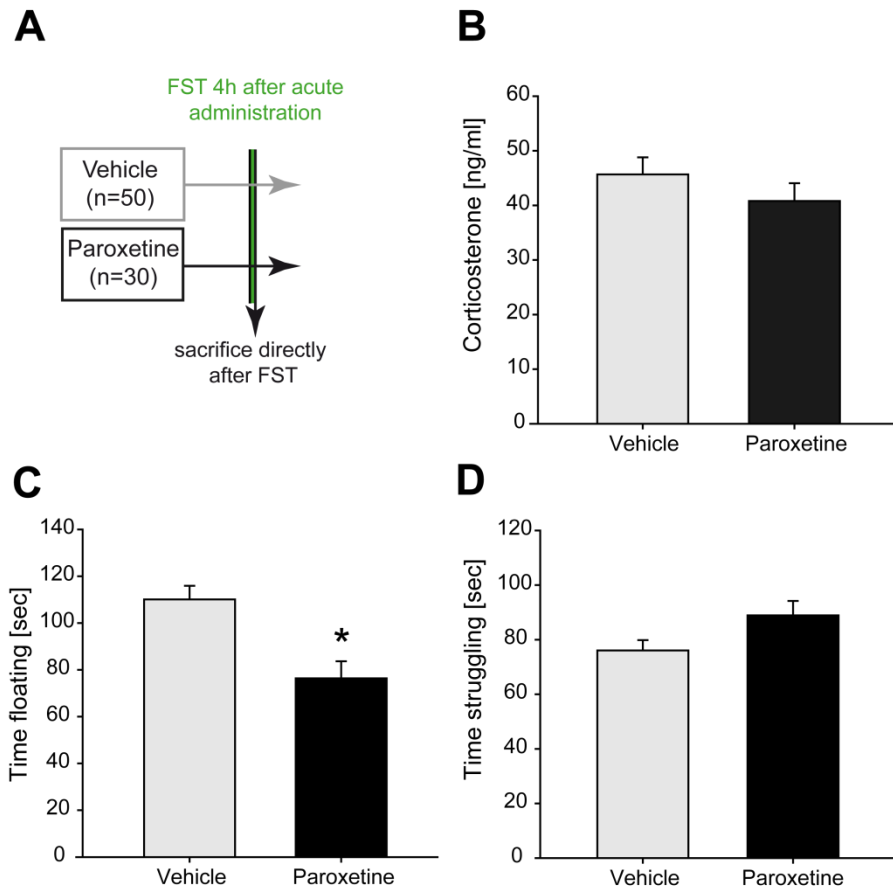 A
FST 4h after acute
administration
Vehicle
(n=50)
Paroxetine
(n=30)
sacrifice directly
after FST
B
Corticosterone [ng/ml]
60
50
40
30
20
10
0
Vehicle Paroxetine
C
Time floating [sec]
140
120
100
80
60
40
20
0
*
Vehicle Paroxetine
D
Time struggling [sec]
120
100
80
60
40
20
0
Vehicle Paroxetine